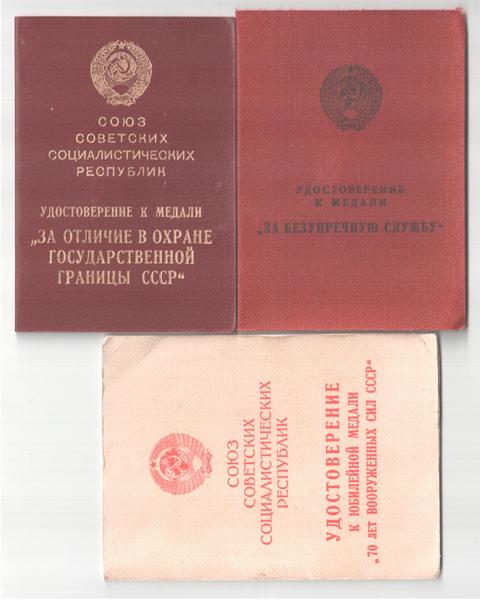 СОЮЗ
СОВЕТСКИХ
СОЦИАЛИСТИЧЕСКИХ
РЕСПУБЛИК
УДОСТОВЕРЕНИЕ К МЕДАЛИ
„ЗА ОТЛИЧИЕ В ОХРАНЕ
ГОСУДАРСТВЕННОЙ
ГРАНИЦЫ СССР“
УДОСТОВЕРЕНИЕ
К МЕДАЛИ
„ЗА БЕЗУПРЕЧНУЮ СЛУЖБУ“
СОЮЗ
СОВЕТСКИХ
СОЦИАЛИСТИЧЕСКИХ
РЕСПУБЛИК
УДОСТОВЕРЕНИЕ
К ЮБИЛЕЙНОЙ МЕДАЛИ
„70 ЛЕТ ВООРУЖЕННЫХ СИЛ СССР“